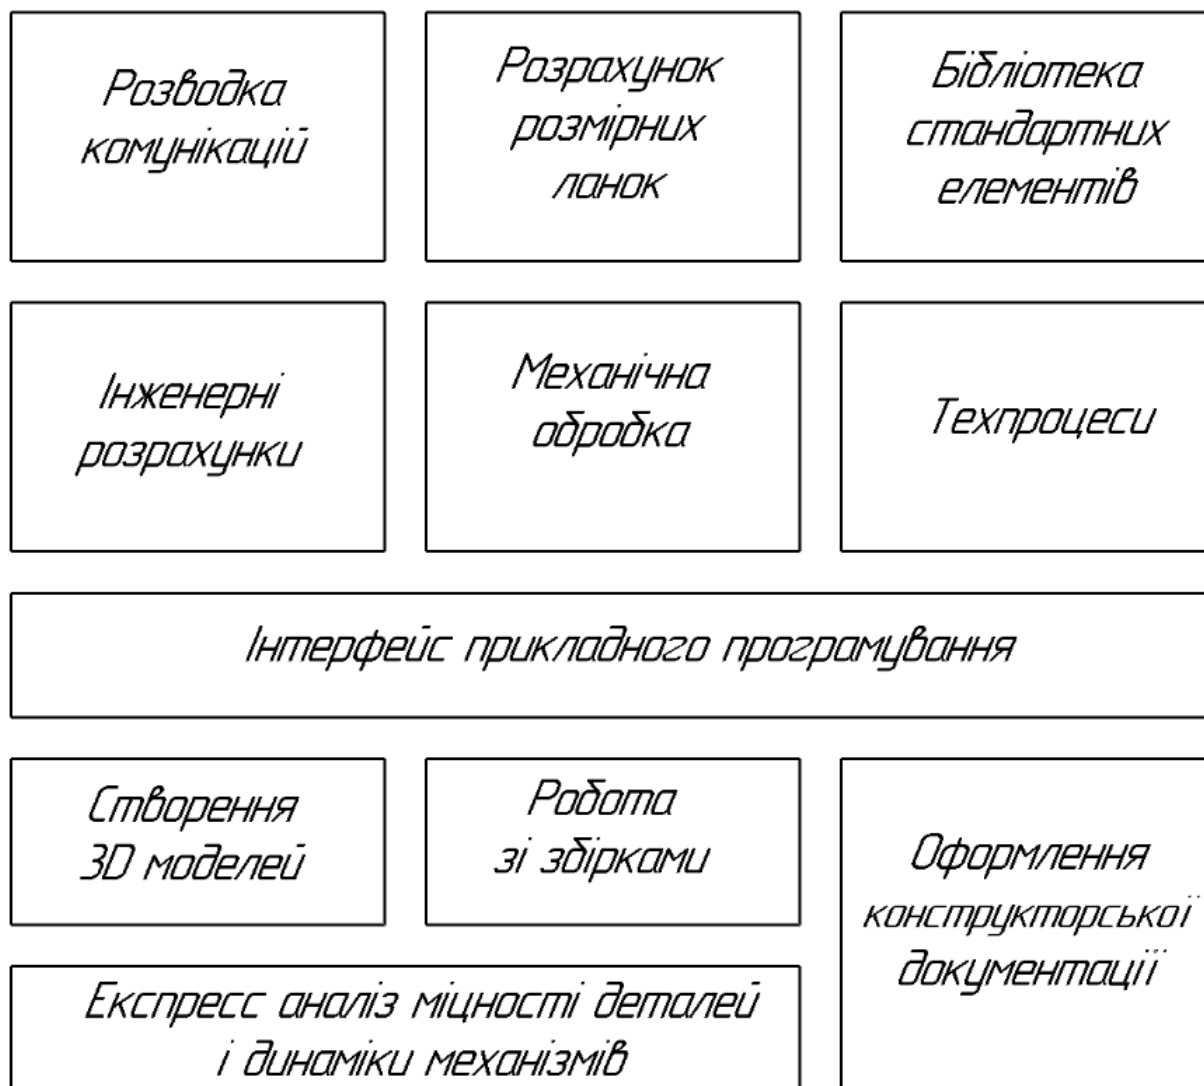 Розводка
комунікацій
Розрахунок
розмірних
ланок
Бібліотека
стандартних
елементів
Інженерні
розрахунки
Механічна
обробка
Техпроцеси
Інтерфейс прикладного програмування
Створення
3D моделей
Робота
зі збірками
Оформлення
конструкторської
документації
Експресс аналіз міцності деталей
і динаміки механізмів